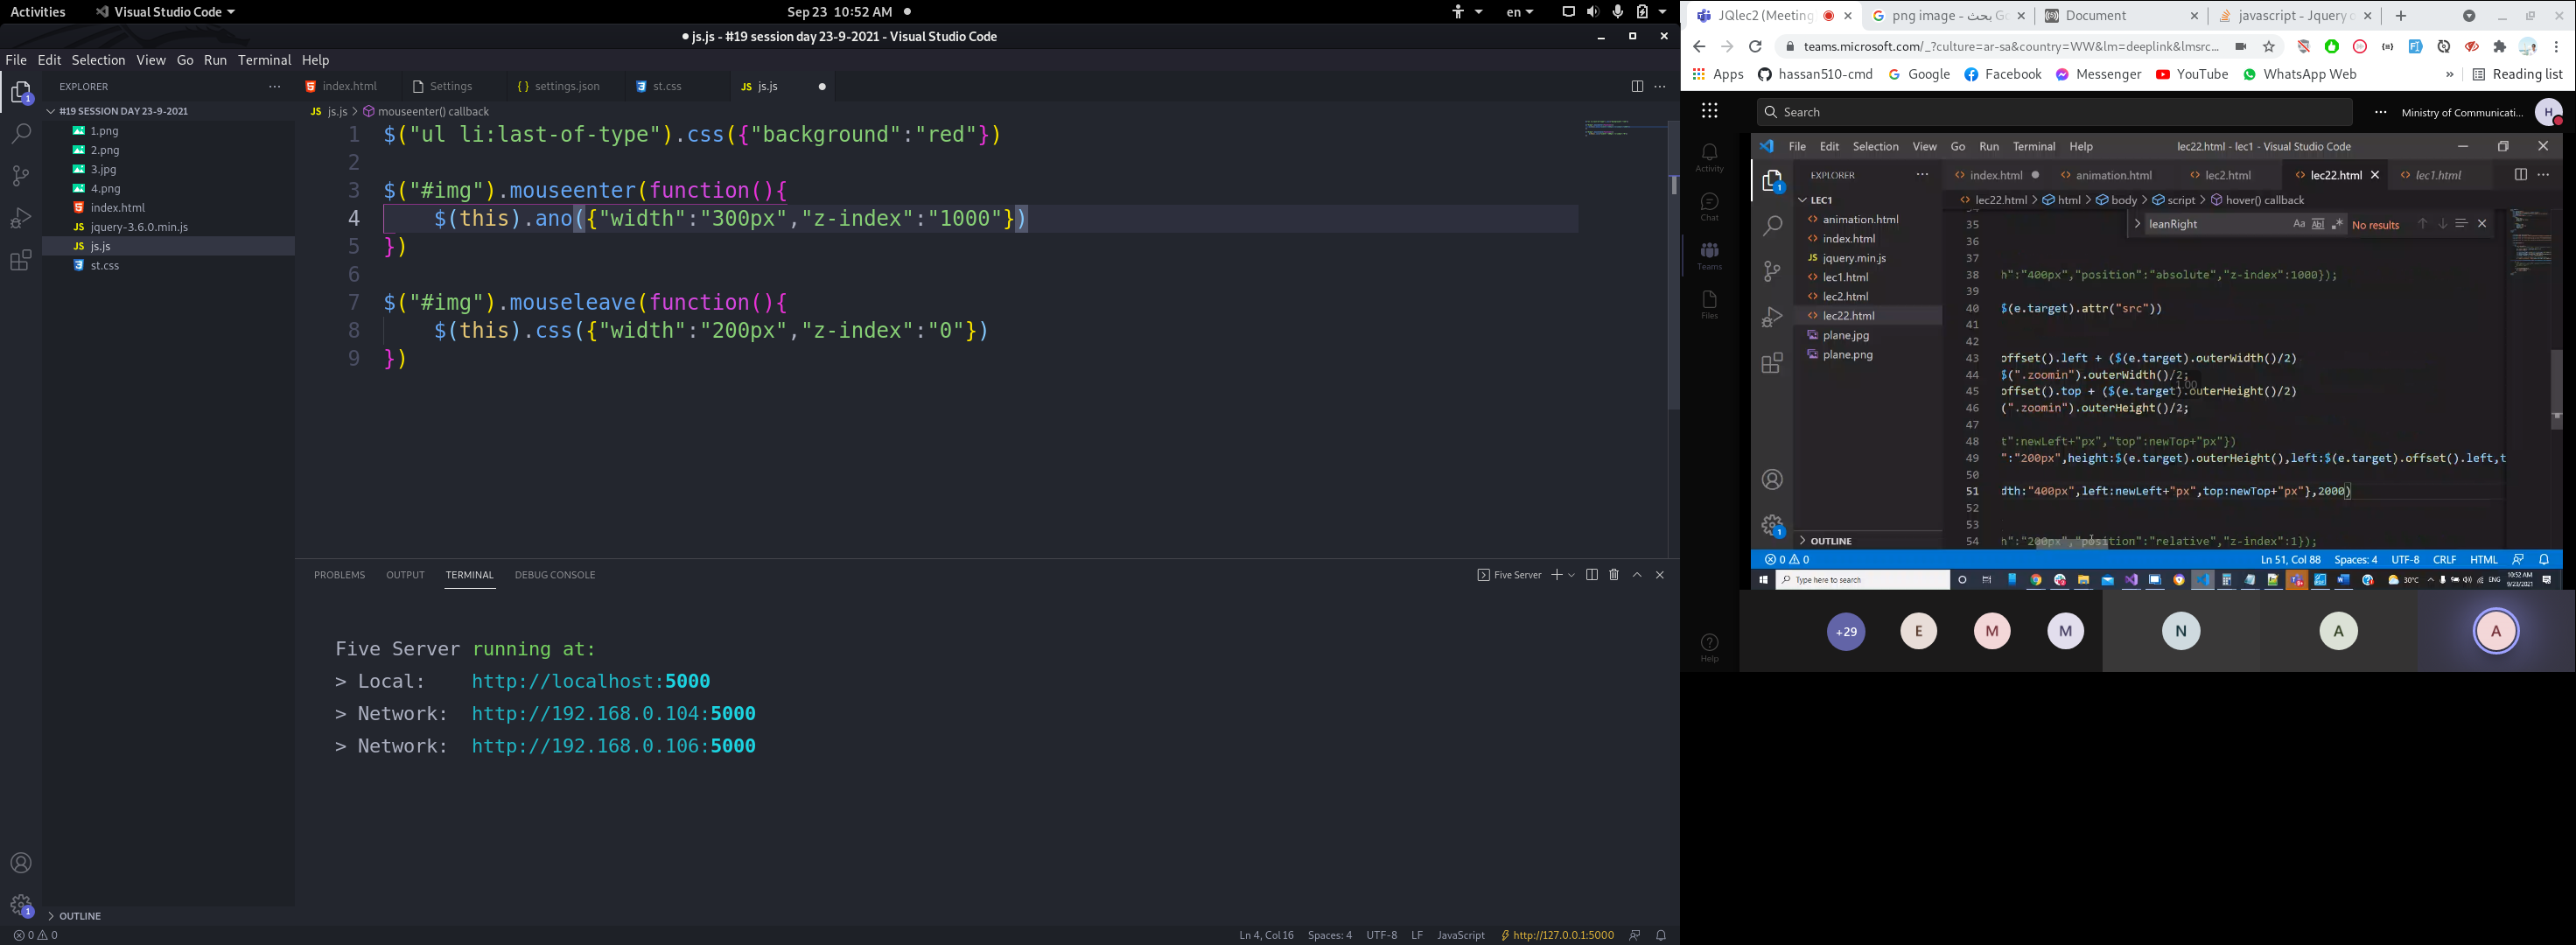 Activities Visual Studio Code Sep 23 10:52 AM en
js.js - #19 session day 23-9-2021 - Visual Studio Code
File Edit Selection View Go Run Terminal Help
EXPLORER
#19 SESSION DAY 23-9-2021
1.png
2.png
3.jpg
4.png
index.html
jquery-3.6.0.min.js
js.js
st.css
OUTLINE
index.html Settings settings.json st.css js.js
js.js > mouseenter() callback
1 $("ul li:last-of-type").css({"background":"red"})
2
3 $("#img").mouseenter(function(){
4 $(this).ano({"width":"300px","z-index":"1000"})
5 })
6
7 $("#img").mouseleave(function(){
8 $(this).css({"width":"200px","z-index":"0"})
9 })
PROBLEMS OUTPUT TERMINAL DEBUG CONSOLE Five Server
Five Server running at:
> Local: http://localhost:5000
> Network: http://192.168.0.104:5000
> Network: http://192.168.0.106:5000
0 0 Ln 4, Col 16 Spaces: 4 UTF-8 LF JavaScript http://127.0.0.1:5000
JQlec2 (Meeting png image - بحث Go Document javascript - Jquery
teams.microsoft.com/_?culture=ar-sa&country=WW&lm=deeplink&lmsrc...
Apps hassan510-cmd Google Facebook Messenger YouTube WhatsApp Web » Reading list
Search Ministry of Communicati... H
Activity
Chat
Teams
Files
Help
File Edit Selection View Go Run Terminal Help lec22.html - lec1 - Visual Studio Code
EXPLORER
LEC1
animation.html
index.html
jquery.min.js
lec1.html
lec2.html
lec22.html
plane.jpg
plane.png
OUTLINE
index.html animation.html lec2.html lec22.html lec1.html
lec22.html > html > body > script > hover() callback
leanRight Aa Ab No results
35
36
37
38 h":"400px","position":"absolute","z-index":1000});
39
40 $(e.target).attr("src"))
41
42
43 offset().left + ($(e.target).outerWidth()/2)
44 $(".zoomin").outerWidth()/2;
45 offset().top + ($(e.target).outerHeight()/2)
46 (".zoomin").outerHeight()/2;
47
48 t":newLeft+"px","top":newTop+"px"})
49 ":"200px",height:$(e.target).outerHeight(),left:$(e.target).offset().left,t
50
51 dth:"400px",left:newLeft+"px",top:newTop+"px"},2000)
52
53
54 h":"200px","position":"relative","z-index":1});
1.00
0 0 Ln 51, Col 88 Spaces: 4 UTF-8 CRLF HTML
Type here to search 30°C ENG 10:52 AM
9/23/2021
+29 E M M N A A